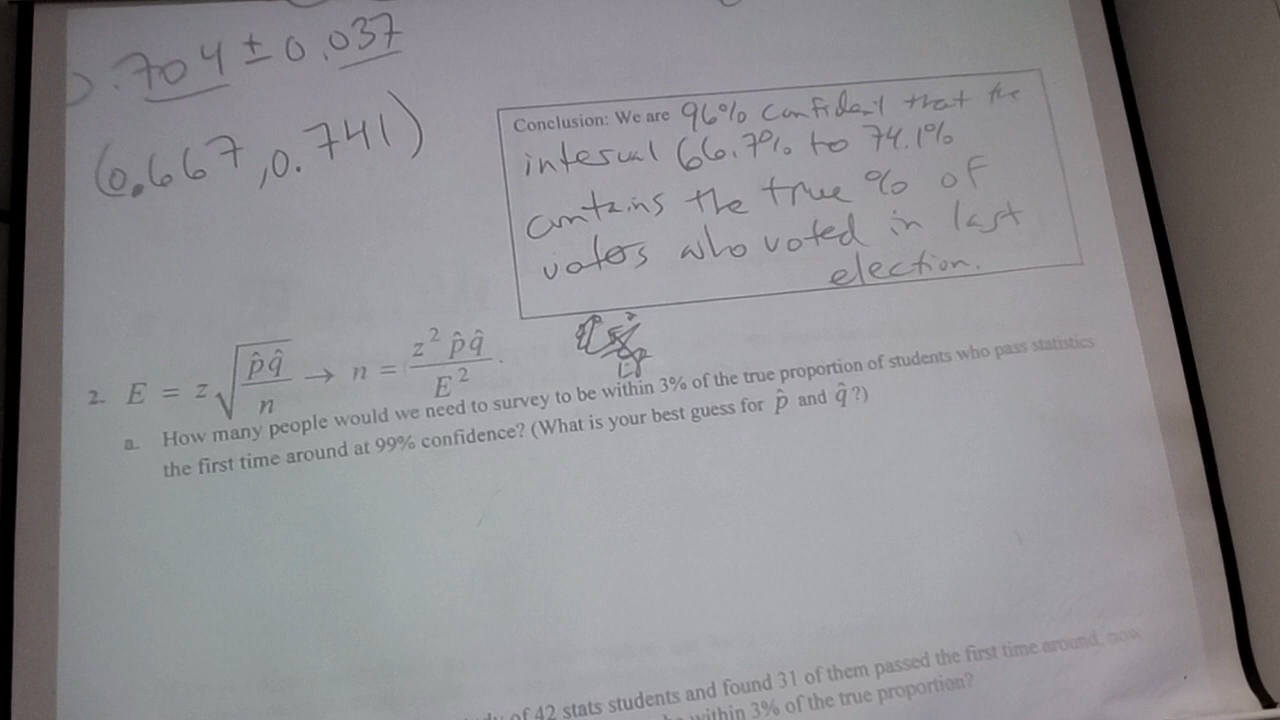 0.704 ± 0.037
(0.667, 0.741)
Conclusion: We are 96% confident that the
interval 66.7% to 74.1%
contains the true % of
voters who voted in last
election.
2. E = z√(p̂q̂/n) → n = z² p̂q̂ / E².
a. How many people would we need to survey to be within 3% of the true proportion of students who pass statistics
the first time around at 99% confidence? (What is your best guess for p̂ and q̂ ?)
of 42 stats students and found 31 of them passed the first time around, now
within 3% of the true proportion?